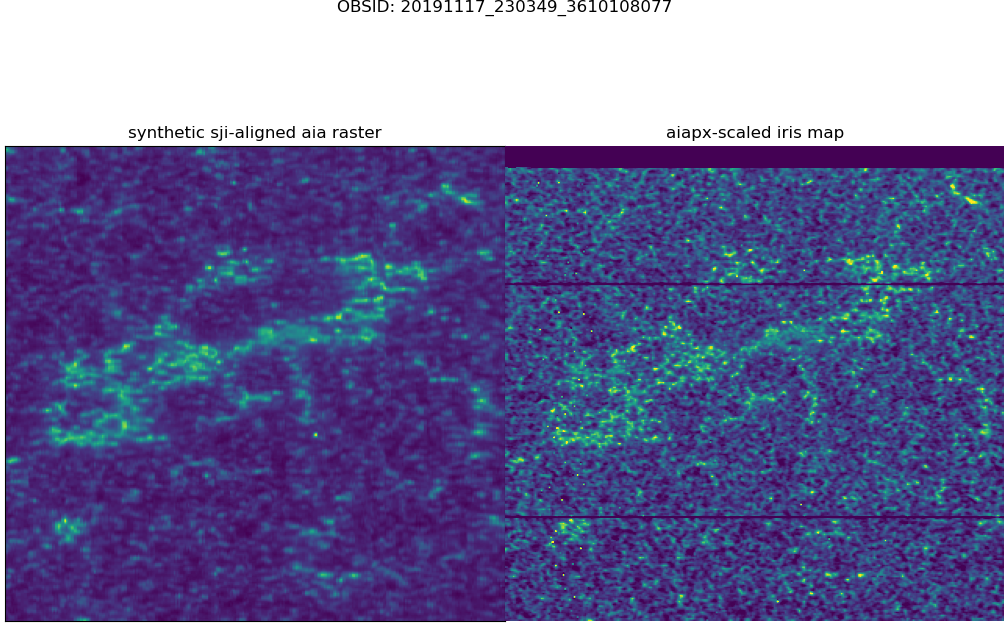 OBSID: 20191117_230349_3610108077
synthetic sji-aligned aia raster
aiapx-scaled iris map